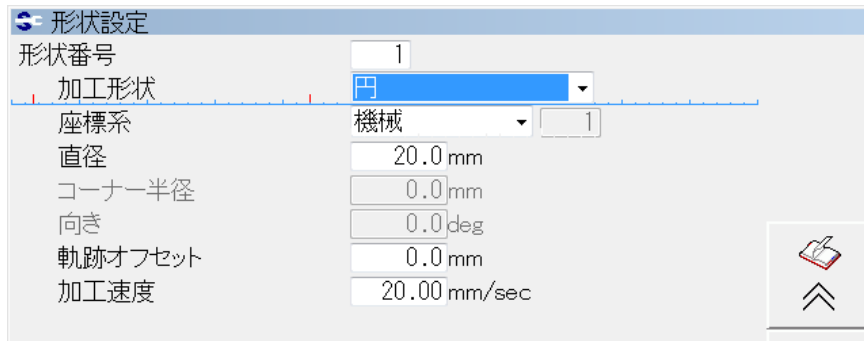 形状設定
形状番号 1
加工形状 円
座標系 機械 1
直径 20.0 mm
コーナー半径 0.0 mm
向き 0.0 deg
軌跡オフセット 0.0 mm
加工速度 20.00 mm/sec